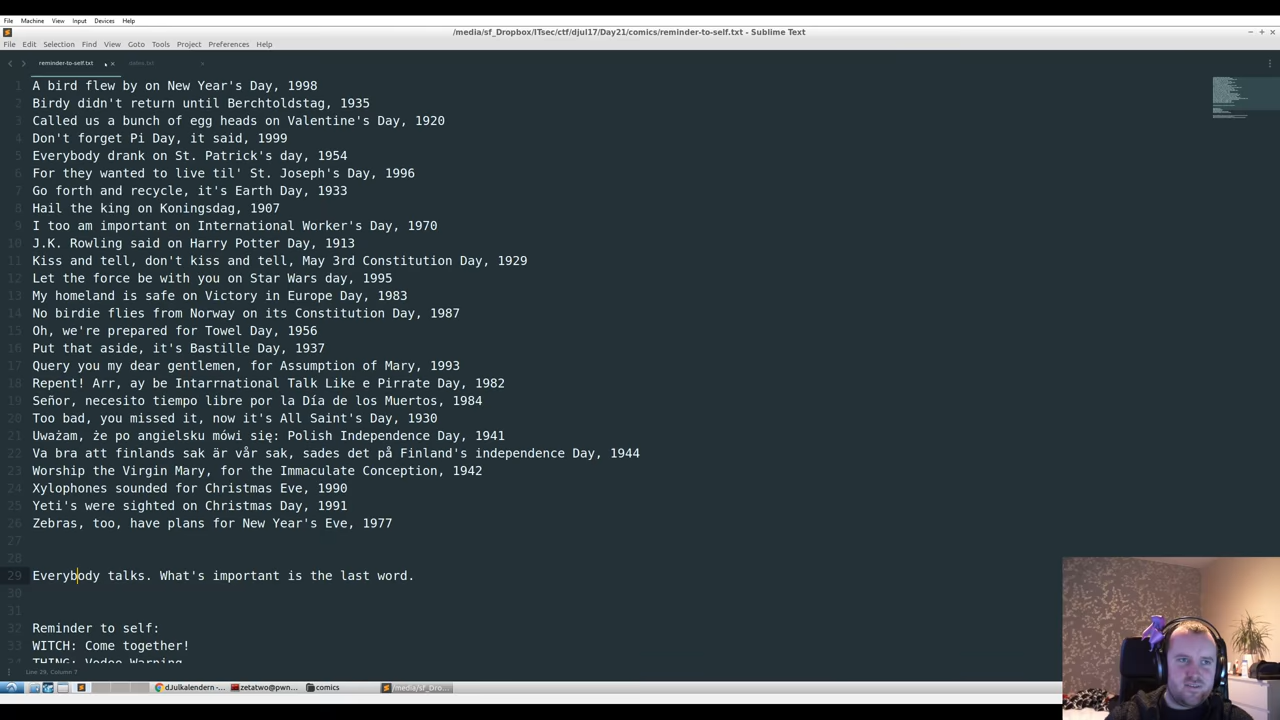 File Machine View Input Devices Help
/media/sf_Dropbox/ITsec/ctf/djul17/Day21/comics/reminder-to-self.txt - Sublime Text
File Edit Selection Find View Goto Tools Project Preferences Help
reminder-to-self.txt
1 A bird flew by on New Year's Day, 1998
2 Birdy didn't return until Berchtoldstag, 1935
3 Called us a bunch of egg heads on Valentine's Day, 1920
4 Don't forget Pi Day, it said, 1999
5 Everybody drank on St. Patrick's day, 1954
6 For they wanted to live til' St. Joseph's Day, 1996
7 Go forth and recycle, it's Earth Day, 1933
8 Hail the king on Koningsdag, 1907
9 I too am important on International Worker's Day, 1970
10 J.K. Rowling said on Harry Potter Day, 1913
11 Kiss and tell, don't kiss and tell, May 3rd Constitution Day, 1929
12 Let the force be with you on Star Wars day, 1995
13 My homeland is safe on Victory in Europe Day, 1983
14 No birdie flies from Norway on its Constitution Day, 1987
15 Oh, we're prepared for Towel Day, 1956
16 Put that aside, it's Bastille Day, 1937
17 Query you my dear gentlemen, for Assumption of Mary, 1993
18 Repent! Arr, ay be Intarrnational Talk Like e Pirrate Day, 1982
19 Señor, necesito tiempo libre por la Día de los Muertos, 1984
20 Too bad, you missed it, now it's All Saint's Day, 1930
21 Uważam, że po angielsku mówi się: Polish Independence Day, 1941
22 Va bra att finlands sak är vår sak, sades det på Finland's independence Day, 1944
23 Worship the Virgin Mary, for the Immaculate Conception, 1942
24 Xylophones sounded for Christmas Eve, 1990
25 Yeti's were sighted on Christmas Day, 1991
26 Zebras, too, have plans for New Year's Eve, 1977
27
28
29 Everybody talks. What's important is the last word.
30
31
32 Reminder to self:
33 WITCH: Come together!
34 THING: Vodoo Warning
Line 29, Column 7
dJulkalendern -... zetatwo@pwn... comics /media/sf_Dro...